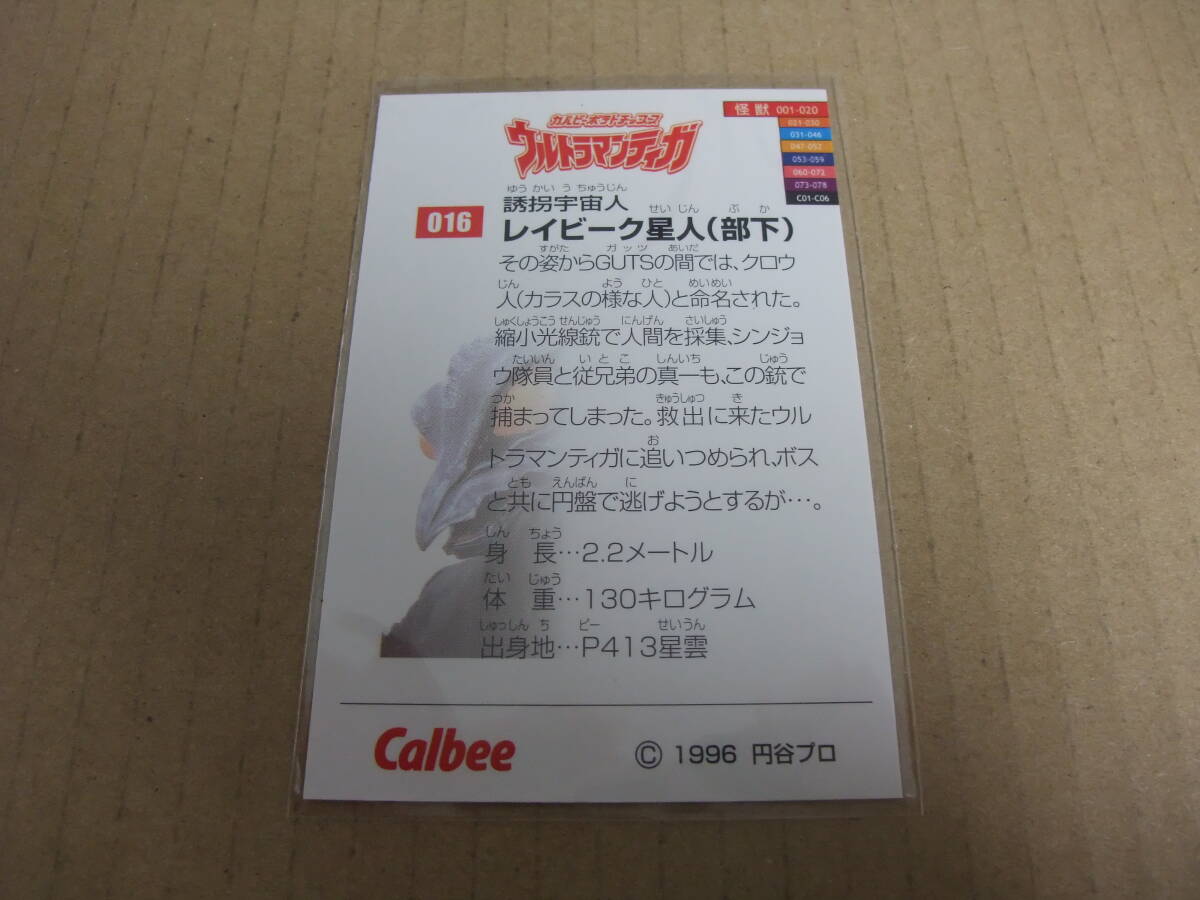 カルビーポテトチップス
ウルトラマンティガ
怪獣 001-020
021-030
031-046
047-052
053-059
060-072
073-078
C01-C06
016
ゆう かい う ちゅうじん
誘拐宇宙人
せい じん ぶ か
レイビーク星人(部下)
すがた ガッツ あいだ
その姿からGUTSの間では、クロウ
じん よう ひと めいめい
人(カラスの様な人)と命名された。
しゅくしょうこうせんじゅう にんげん さいしゅう
縮小光線銃で人間を採集、シンジョ
たいいん いとこ しんいち じゅう
ウ隊員と従兄弟の真一も、この銃で
つか きゅうしゅつ き
捕まってしまった。救出に来たウル
お
トラマンティガに追いつめられ、ボス
とも えんばん に
と共に円盤で逃げようとするが…。
しん ちょう
身長…2.2メートル
たい じゅう
体重…130キログラム
しゅっしん ち ピー せいうん
出身地…P413星雲
Calbee
© 1996 円谷プロ